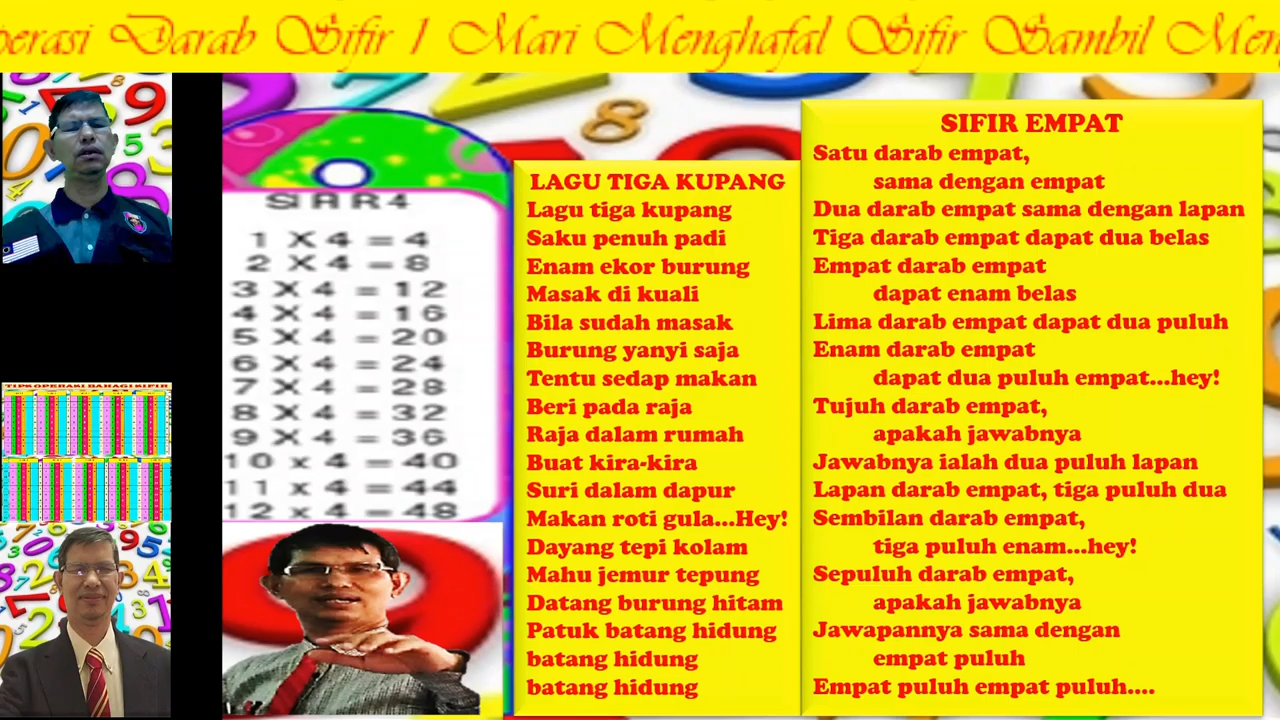 perasi Darab Sifir 1 Mari Menghafal Sifir Sambil Men
SIFIR 4
1 X 4 = 4
2 X 4 = 8
3 X 4 = 12
4 X 4 = 16
5 X 4 = 20
6 X 4 = 24
7 X 4 = 28
8 X 4 = 32
9 X 4 = 36
10 x 4 = 40
11 x 4 = 44
12 x 4 = 48
LAGU TIGA KUPANG
Lagu tiga kupang
Saku penuh padi
Enam ekor burung
Masak di kuali
Bila sudah masak
Burung yanyi saja
Tentu sedap makan
Beri pada raja
Raja dalam rumah
Buat kira-kira
Suri dalam dapur
Makan roti gula...Hey!
Dayang tepi kolam
Mahu jemur tepung
Datang burung hitam
Patuk batang hidung
batang hidung
batang hidung
SIFIR EMPAT
Satu darab empat,
sama dengan empat
Dua darab empat sama dengan lapan
Tiga darab empat dapat dua belas
Empat darab empat
dapat enam belas
Lima darab empat dapat dua puluh
Enam darab empat
dapat dua puluh empat...hey!
Tujuh darab empat,
apakah jawabnya
Jawabnya ialah dua puluh lapan
Lapan darab empat, tiga puluh dua
Sembilan darab empat,
tiga puluh enam...hey!
Sepuluh darab empat,
apakah jawabnya
Jawapannya sama dengan
empat puluh
Empat puluh empat puluh....
TIPS OPERASI BAHAGI SIFIR